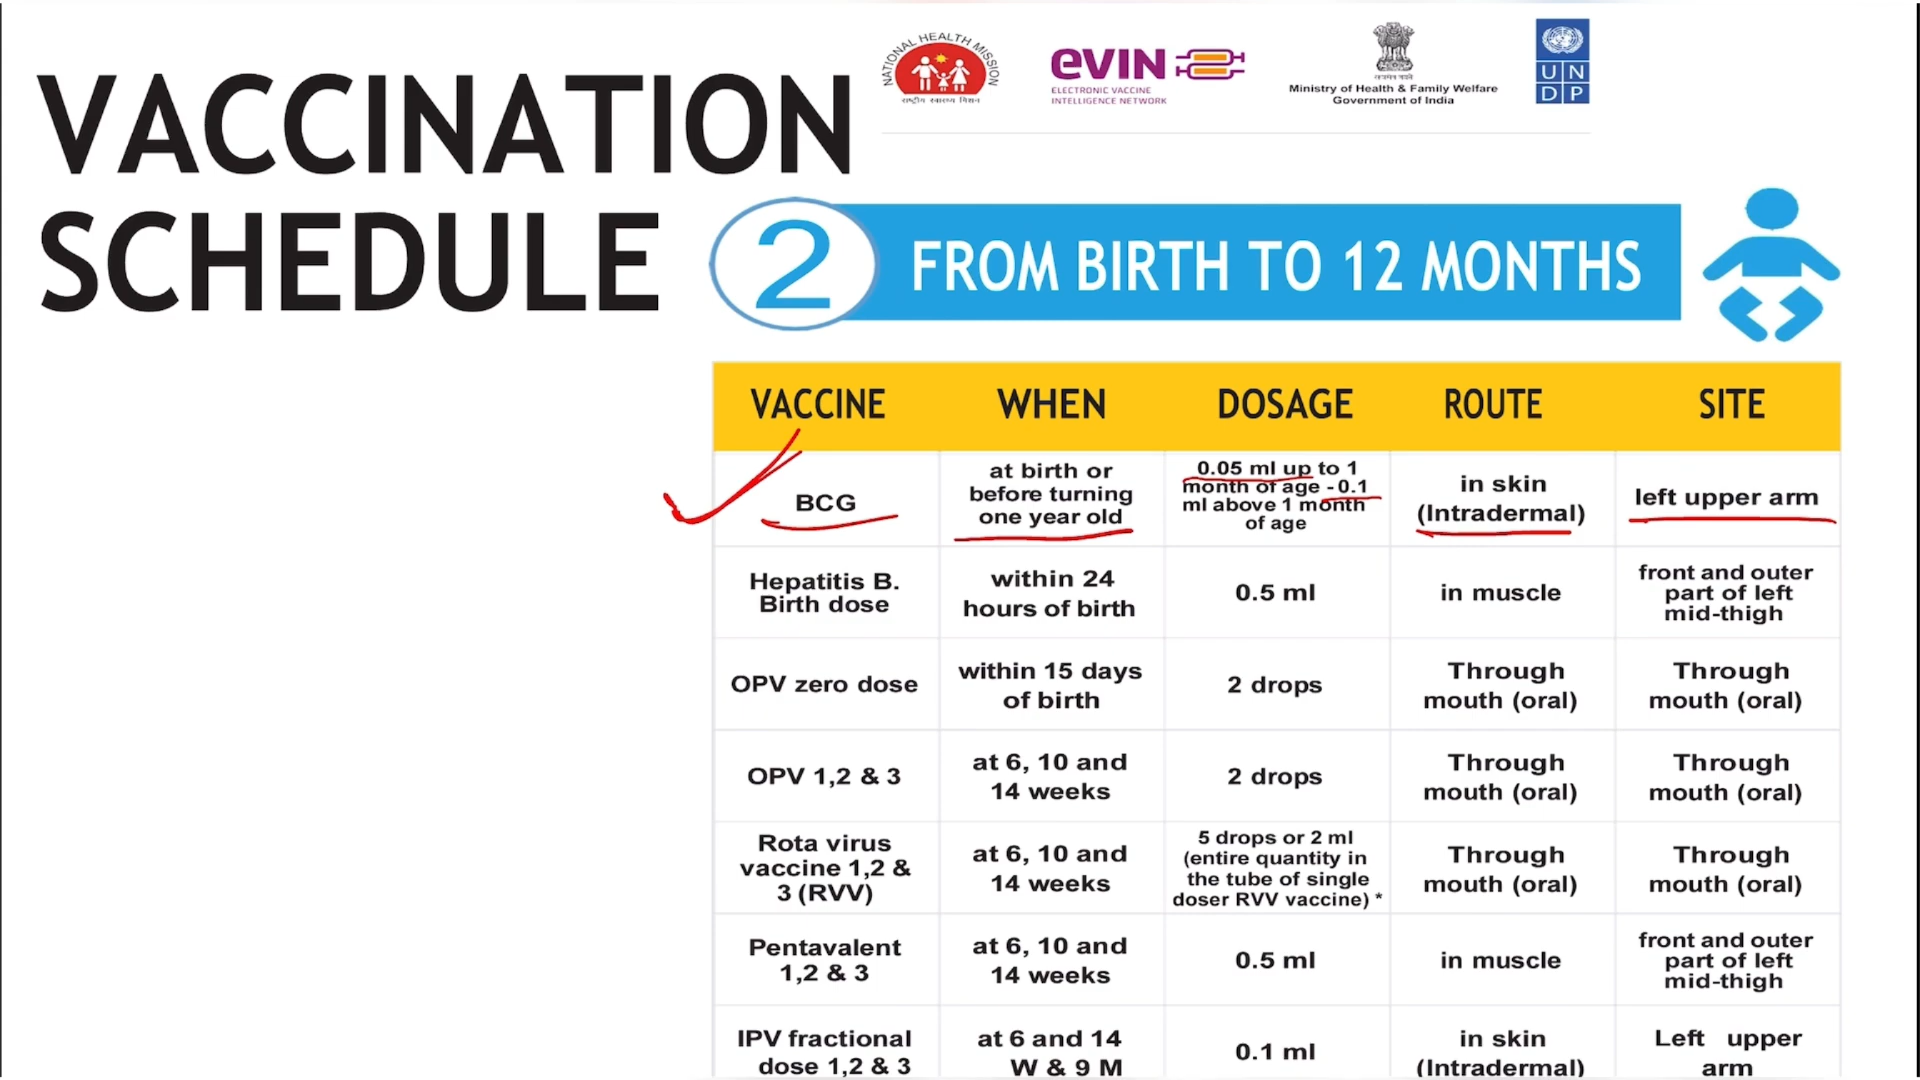 VACCINATION
SCHEDULE
NATIONAL HEALTH MISSION
राष्ट्रीय स्वास्थ्य मिशन
eVIN
ELECTRONIC VACCINE
INTELLIGENCE NETWORK
सत्यमेव जयते
Ministry of Health & Family Welfare
Government of India
U N
D P
2 FROM BIRTH TO 12 MONTHS
VACCINE WHEN DOSAGE ROUTE SITE
BCG
at birth or
before turning
one year old
0.05 ml up to 1
month of age - 0.1
ml above 1 month
of age
in skin
(Intradermal)
left upper arm
Hepatitis B.
Birth dose
within 24
hours of birth
0.5 ml
in muscle
front and outer
part of left
mid-thigh
OPV zero dose
within 15 days
of birth
2 drops
Through
mouth (oral)
Through
mouth (oral)
OPV 1,2 & 3
at 6, 10 and
14 weeks
2 drops
Through
mouth (oral)
Through
mouth (oral)
Rota virus
vaccine 1,2 &
3 (RVV)
at 6, 10 and
14 weeks
5 drops or 2 ml
(entire quantity in
the tube of single
doser RVV vaccine) *
Through
mouth (oral)
Through
mouth (oral)
Pentavalent
1,2 & 3
at 6, 10 and
14 weeks
0.5 ml
in muscle
front and outer
part of left
mid-thigh
IPV fractional
dose 1,2 & 3
at 6 and 14
W & 9 M
0.1 ml
in skin
(Intradermal)
Left upper
arm